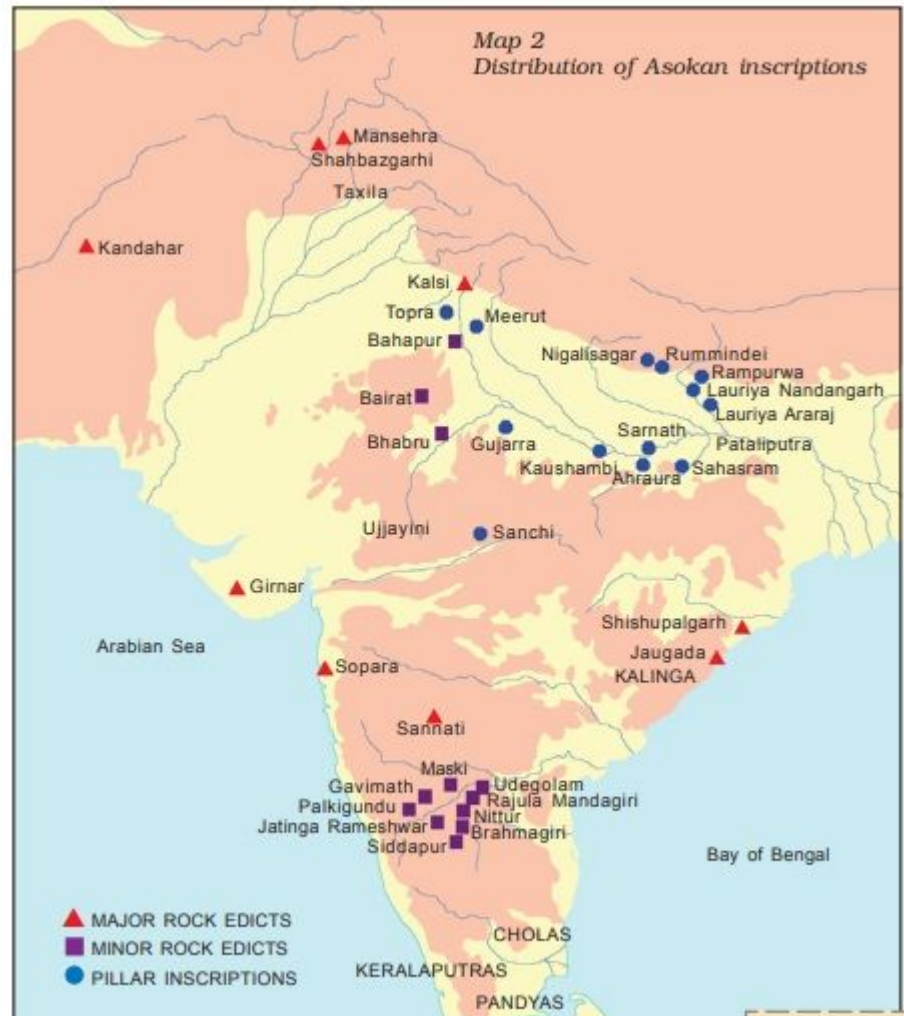 Map 2
Distribution of Asokan inscriptions
Mansehra
Shahbazgarhi
Taxila
Kandahar
Kalsi
Topra
Meerut
Bahapur
Nigalisagar
Rummindei
Rampurwa
Bairat
Lauriya Nandangarh
Lauriya Araraj
Bhabru
Gujarra
Sarnath
Pataliputra
Kaushambi
Sahasram
Ahraura
Ujjayini
Sanchi
Girnar
Shishupalgarh
Arabian Sea
Jaugada
Sopara
KALINGA
Sannati
Maski
Gavimath
Udegolam
Palkigundu
Rajula Mandagiri
Nittur
Jatinga Rameshwar
Brahmagiri
Siddapur
Bay of Bengal
MAJOR ROCK EDICTS
MINOR ROCK EDICTS
PILLAR INSCRIPTIONS
CHOLAS
KERALAPUTRAS
PANDYAS